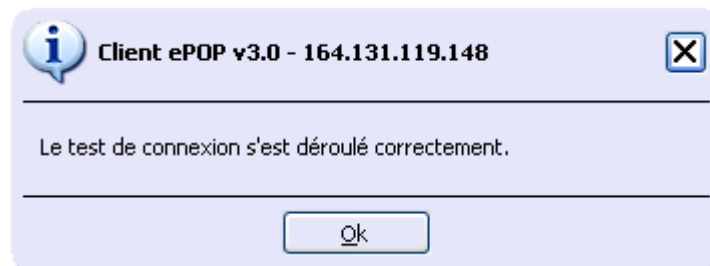 Client ePOP v3.0 - 164.131.119.148
Le test de connexion s'est déroulé correctement.
Ok